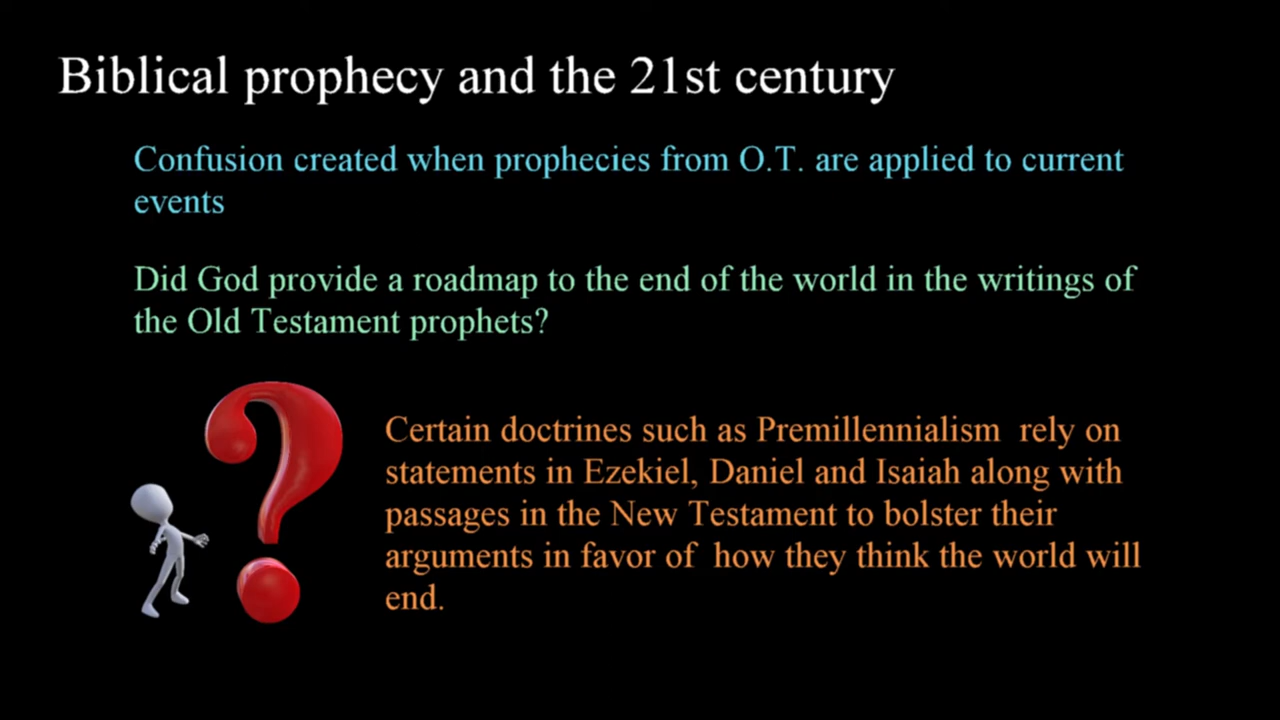 Biblical prophecy and the 21st century
Confusion created when prophecies from O.T. are applied to current
events
Did God provide a roadmap to the end of the world in the writings of
the Old Testament prophets?
Certain doctrines such as Premillennialism  rely on
statements in Ezekiel, Daniel and Isaiah along with
passages in the New Testament to bolster their
arguments in favor of  how they think the world will
end.